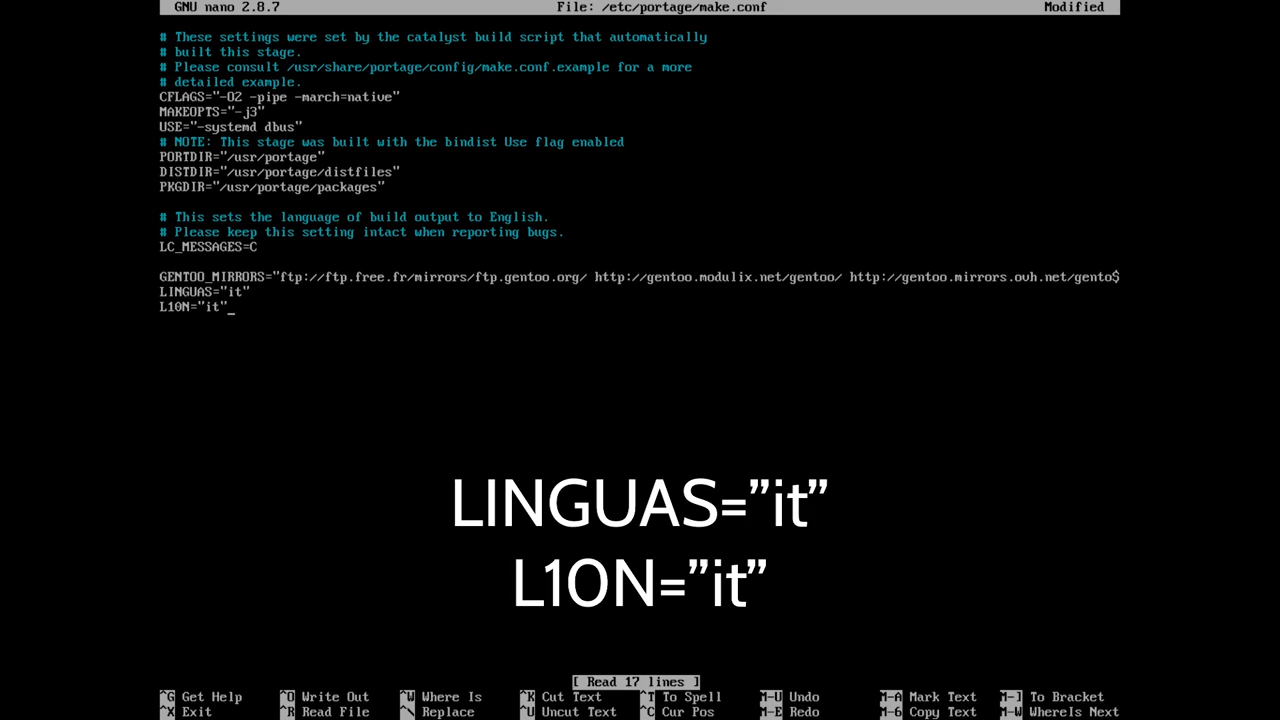 GNU nano 2.8.7 File: /etc/portage/make.conf Modified
# These settings were set by the catalyst build script that automatically
# built this stage.
# Please consult /usr/share/portage/config/make.conf.example for a more
# detailed example.
CFLAGS="-O2 -pipe -march=native"
MAKEOPTS="-j3"
USE="-systemd dbus"
# NOTE: This stage was built with the bindist Use flag enabled
PORTDIR="/usr/portage"
DISTDIR="/usr/portage/distfiles"
PKGDIR="/usr/portage/packages"
# This sets the language of build output to English.
# Please keep this setting intact when reporting bugs.
LC_MESSAGES=C
GENTOO_MIRRORS="ftp://ftp.free.fr/mirrors/ftp.gentoo.org/ http://gentoo.modulix.net/gentoo/ http://gentoo.mirrors.ovh.net/gento$
LINGUAS="it"
L10N="it"_
LINGUAS=”it”
L10N=”it”
[ Read 17 lines ]
^G Get Help ^O Write Out ^W Where Is ^K Cut Text ^T To Spell M-U Undo M-A Mark Text M-] To Bracket
^X Exit ^R Read File ^\ Replace ^U Uncut Text ^C Cur Pos M-E Redo M-6 Copy Text M-W WhereIs Next